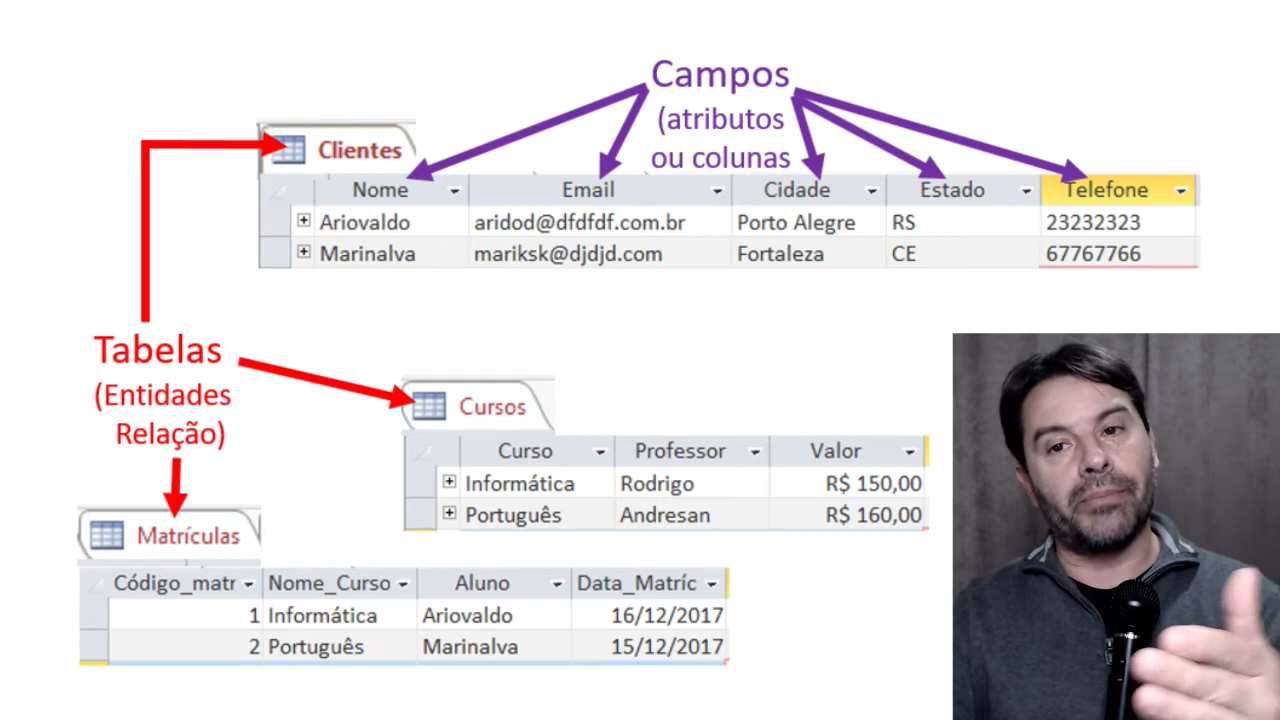 Campos
(atributos
ou colunas
Clientes
Nome Email Cidade Estado Telefone
Ariovaldo aridod@dfdfdf.com.br Porto Alegre RS 23232323
Marinalva mariksk@djdjd.com Fortaleza CE 67767766
Tabelas
(Entidades
Relação)
Cursos
Curso Professor Valor
Informática Rodrigo R$ 150,00
Português Andresan R$ 160,00
Matrículas
Código_matr Nome_Curso Aluno Data_Matríc
1 Informática Ariovaldo 16/12/2017
2 Português Marinalva 15/12/2017